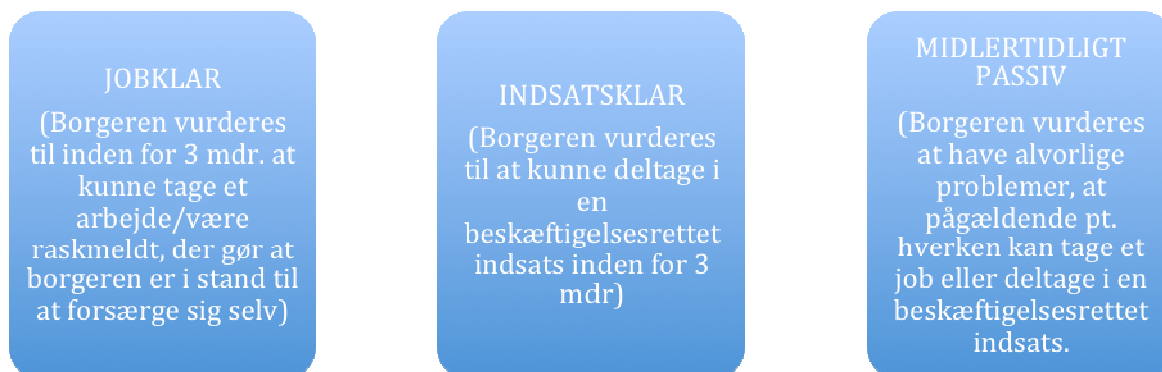 JOBKLAR
(Borgeren vurderes
til inden for 3 mdr. at
kunne tage et
arbejde/være
raskmeldt, der gør at
borgeren er i stand til
at forsærge sig selv)
INDSATSKLAR
(Borgeren vurderes
til at kunne deltage i
en
beskæftigelsesrettet
indsats inden for 3
mdr)
MIDLERTIDLIGT
PASSIV
(Borgeren vurderes
at have alvorlige
problemer, at
pågældende pt.
hverken kan tage et
job eller deltage i en
beskæftigelsesrettet
indsats.